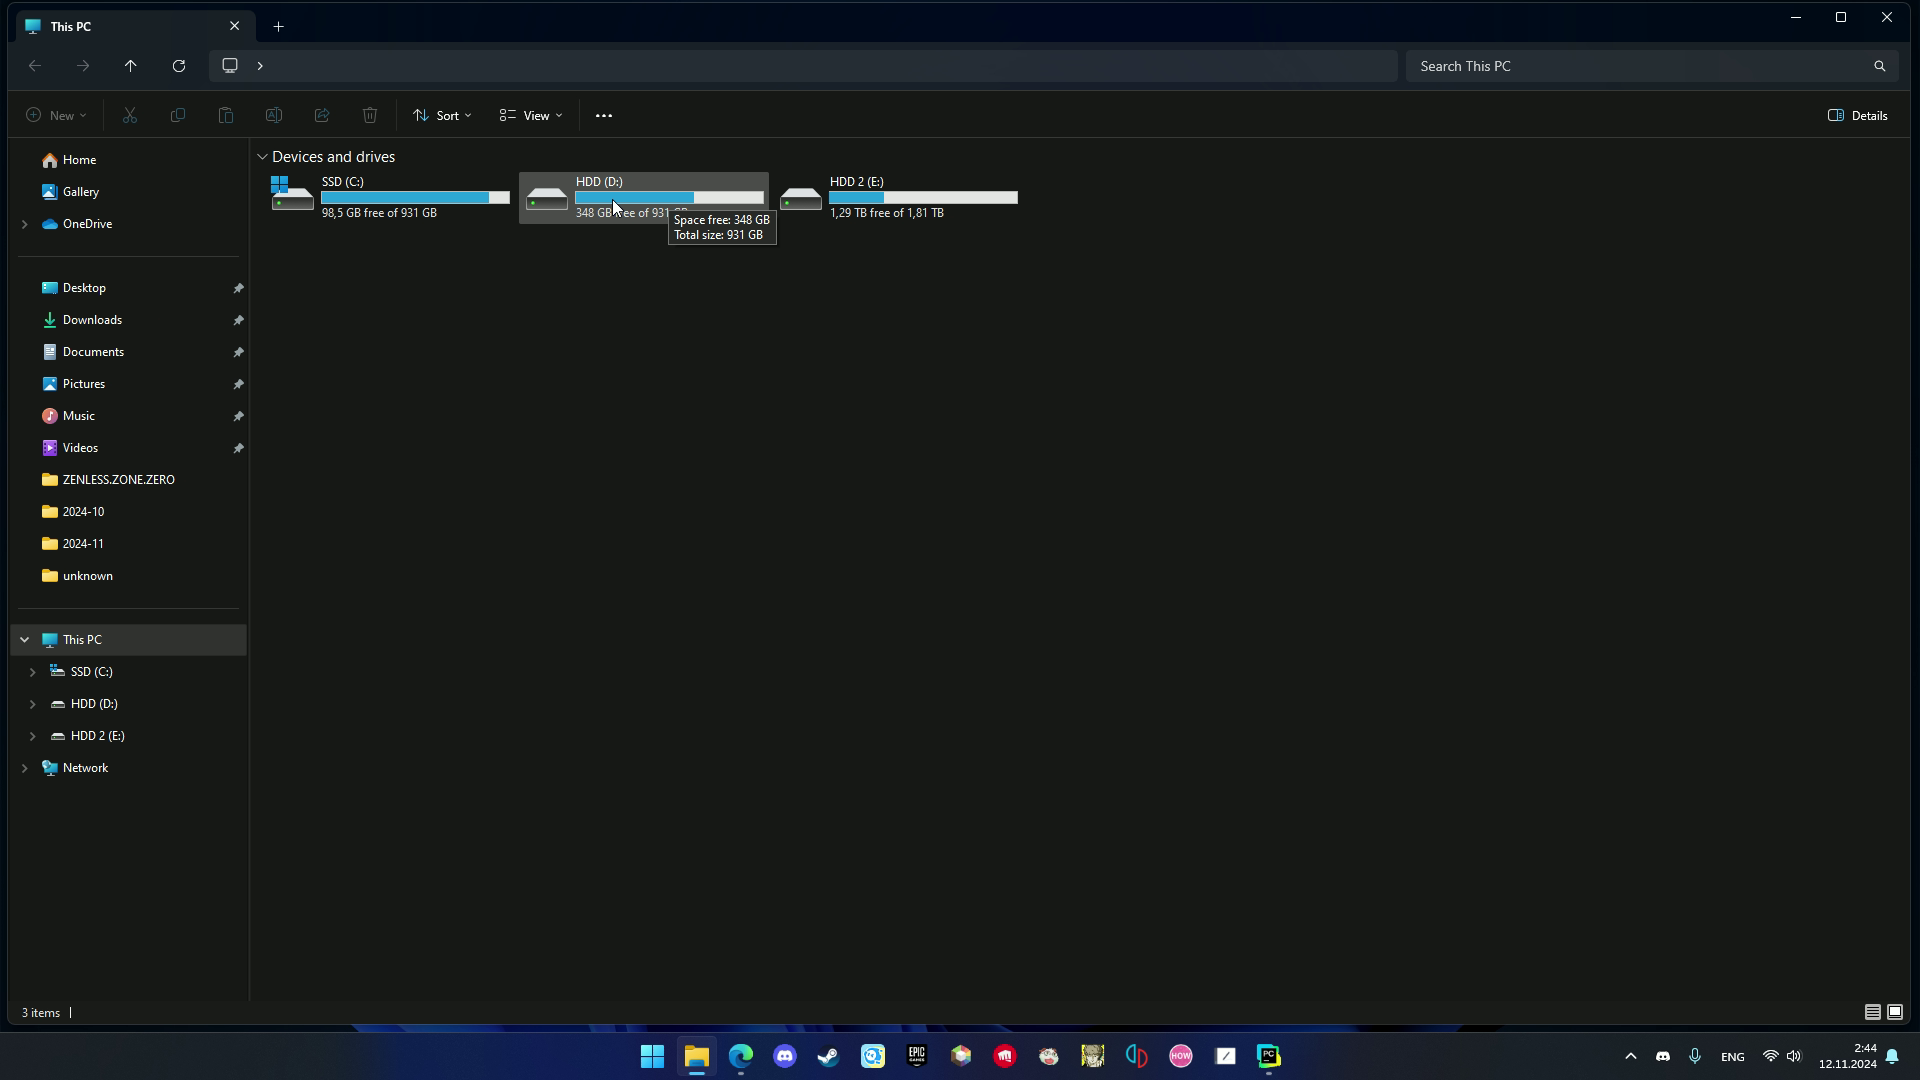 This PC
Search This PC
New
Sort
View
Details
Home
Gallery
OneDrive
Desktop
Downloads
Documents
Pictures
Music
Videos
ZENLESS.ZONE.ZERO
2024-10
2024-11
unknown
This PC
SSD (C:)
HDD (D:)
HDD 2 (E:)
Network
Devices and drives
SSD (C:)
98,5 GB free of 931 GB
HDD (D:)
348 GB free of 931
Space free: 348 GB
Total size: 931 GB
HDD 2 (E:)
1,29 TB free of 1,81 TB
3 items
EPIC
GAMES
HOW
PC
ENG
2:44
12.11.2024